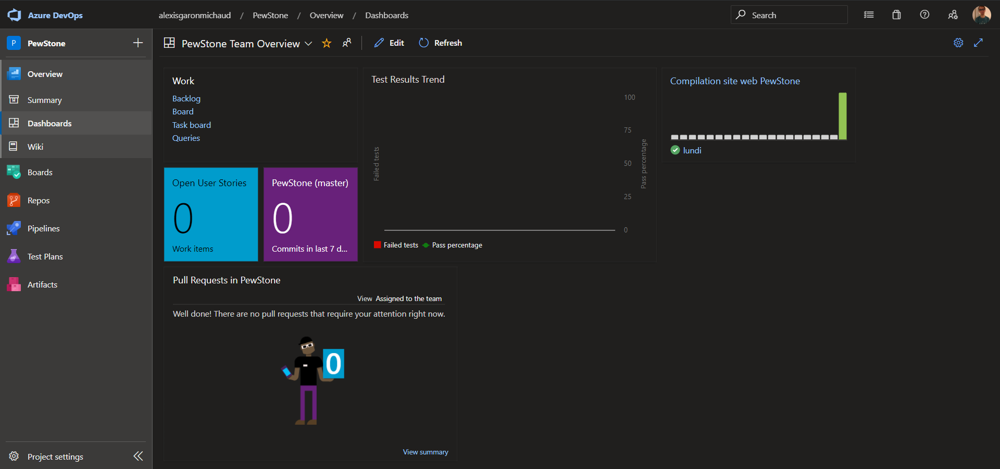 Azure DevOps
alexisgaronmichaud / PewStone / Overview / Dashboards
Search
P PewStone
Overview
Summary
Dashboards
Wiki
Boards
Repos
Pipelines
Test Plans
Artifacts
Project settings
PewStone Team Overview
Edit
Refresh
Work
Backlog
Board
Task board
Queries
Open User Stories
0
Work items
PewStone (master)
0
Commits in last 7 d...
Test Results Trend
100
75
50
25
0
Failed tests
Pass percentage
Failed tests
Pass percentage
Compilation site web PewStone
lundi
Pull Requests in PewStone
View Assigned to the team
Well done! There are no pull requests that require your attention right now.
0
View summary